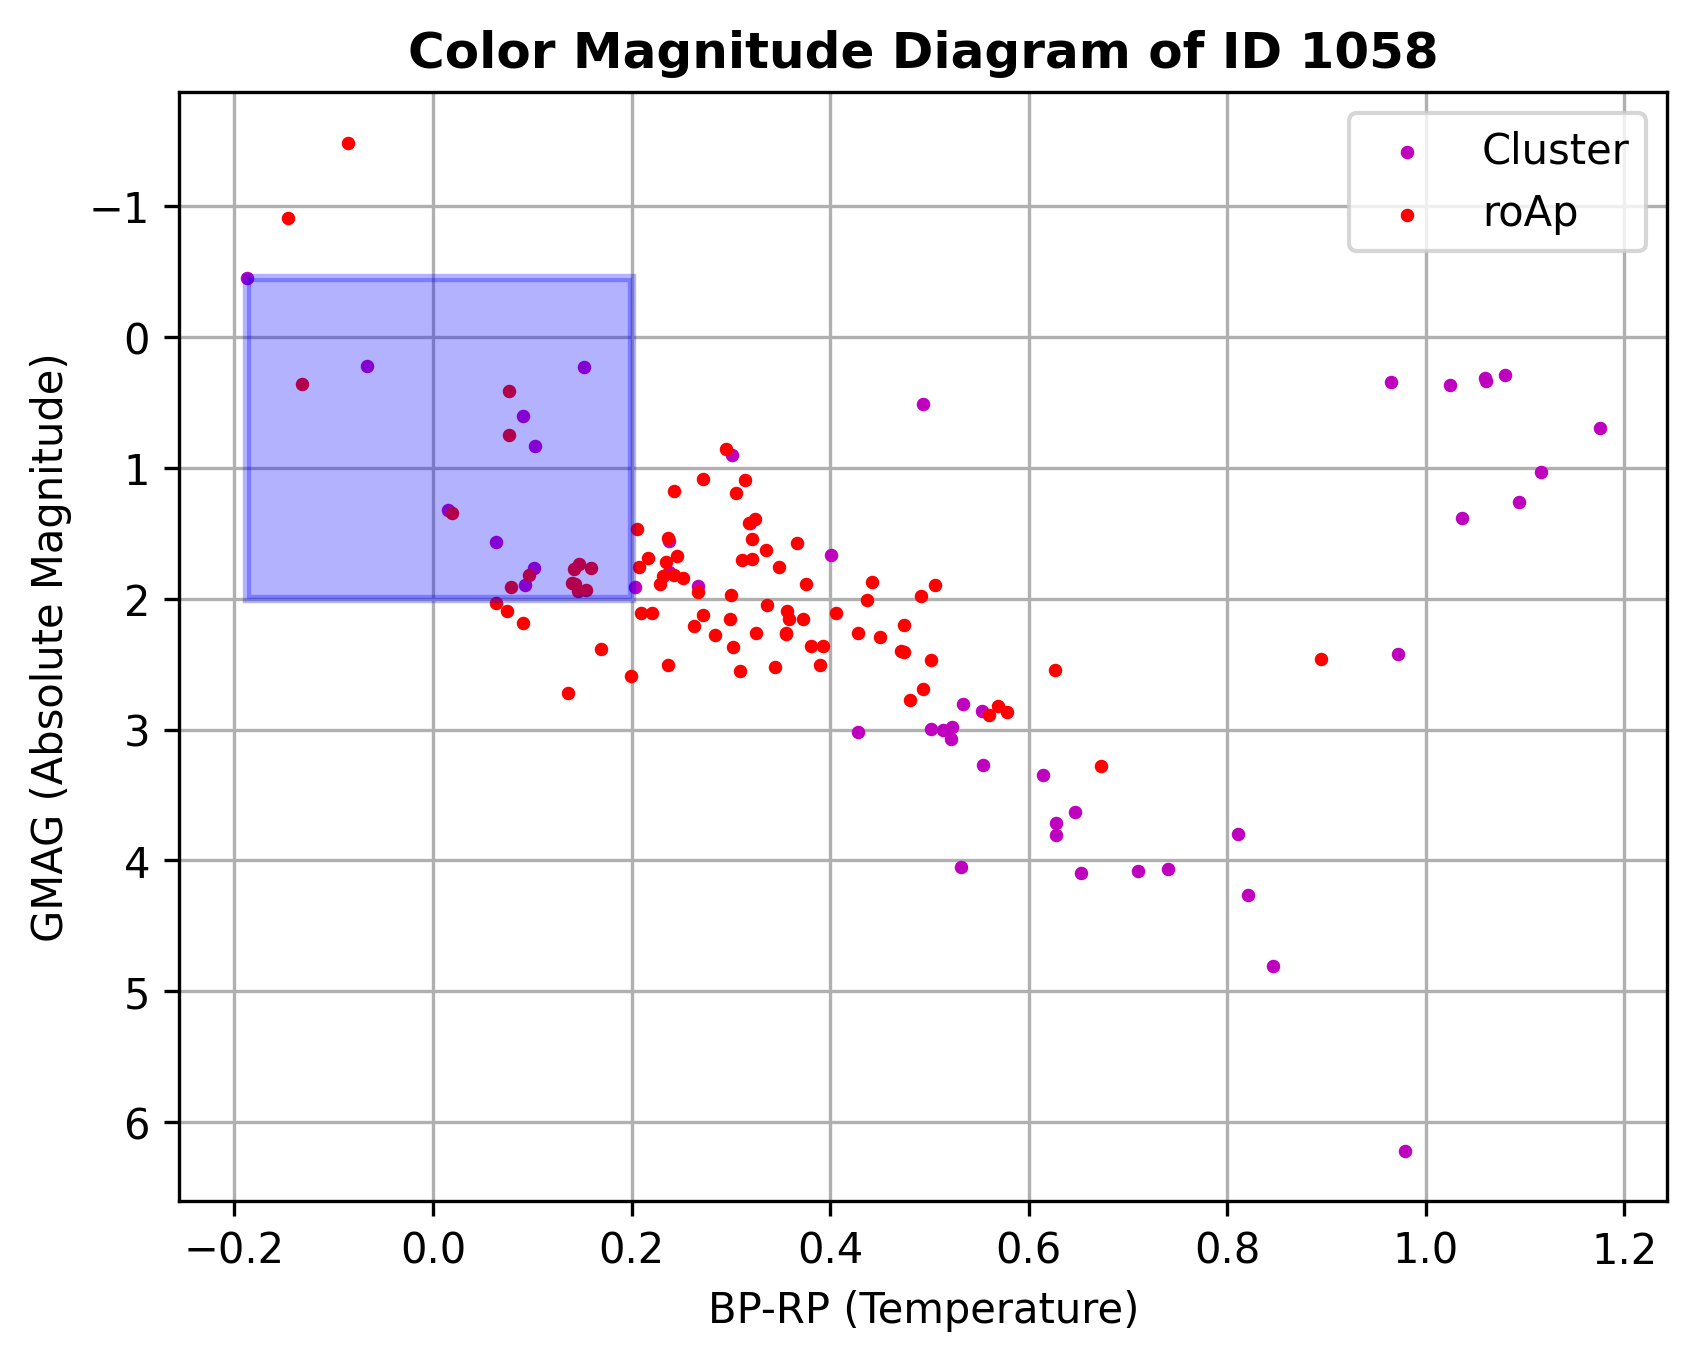 Color Magnitude Diagram of ID 1058
Cluster
roAp
−1
0
1
2
3
4
5
6
GMAG (Absolute Magnitude)
−0.2 0.0 0.2 0.4 0.6 0.8 1.0 1.2
BP-RP (Temperature)